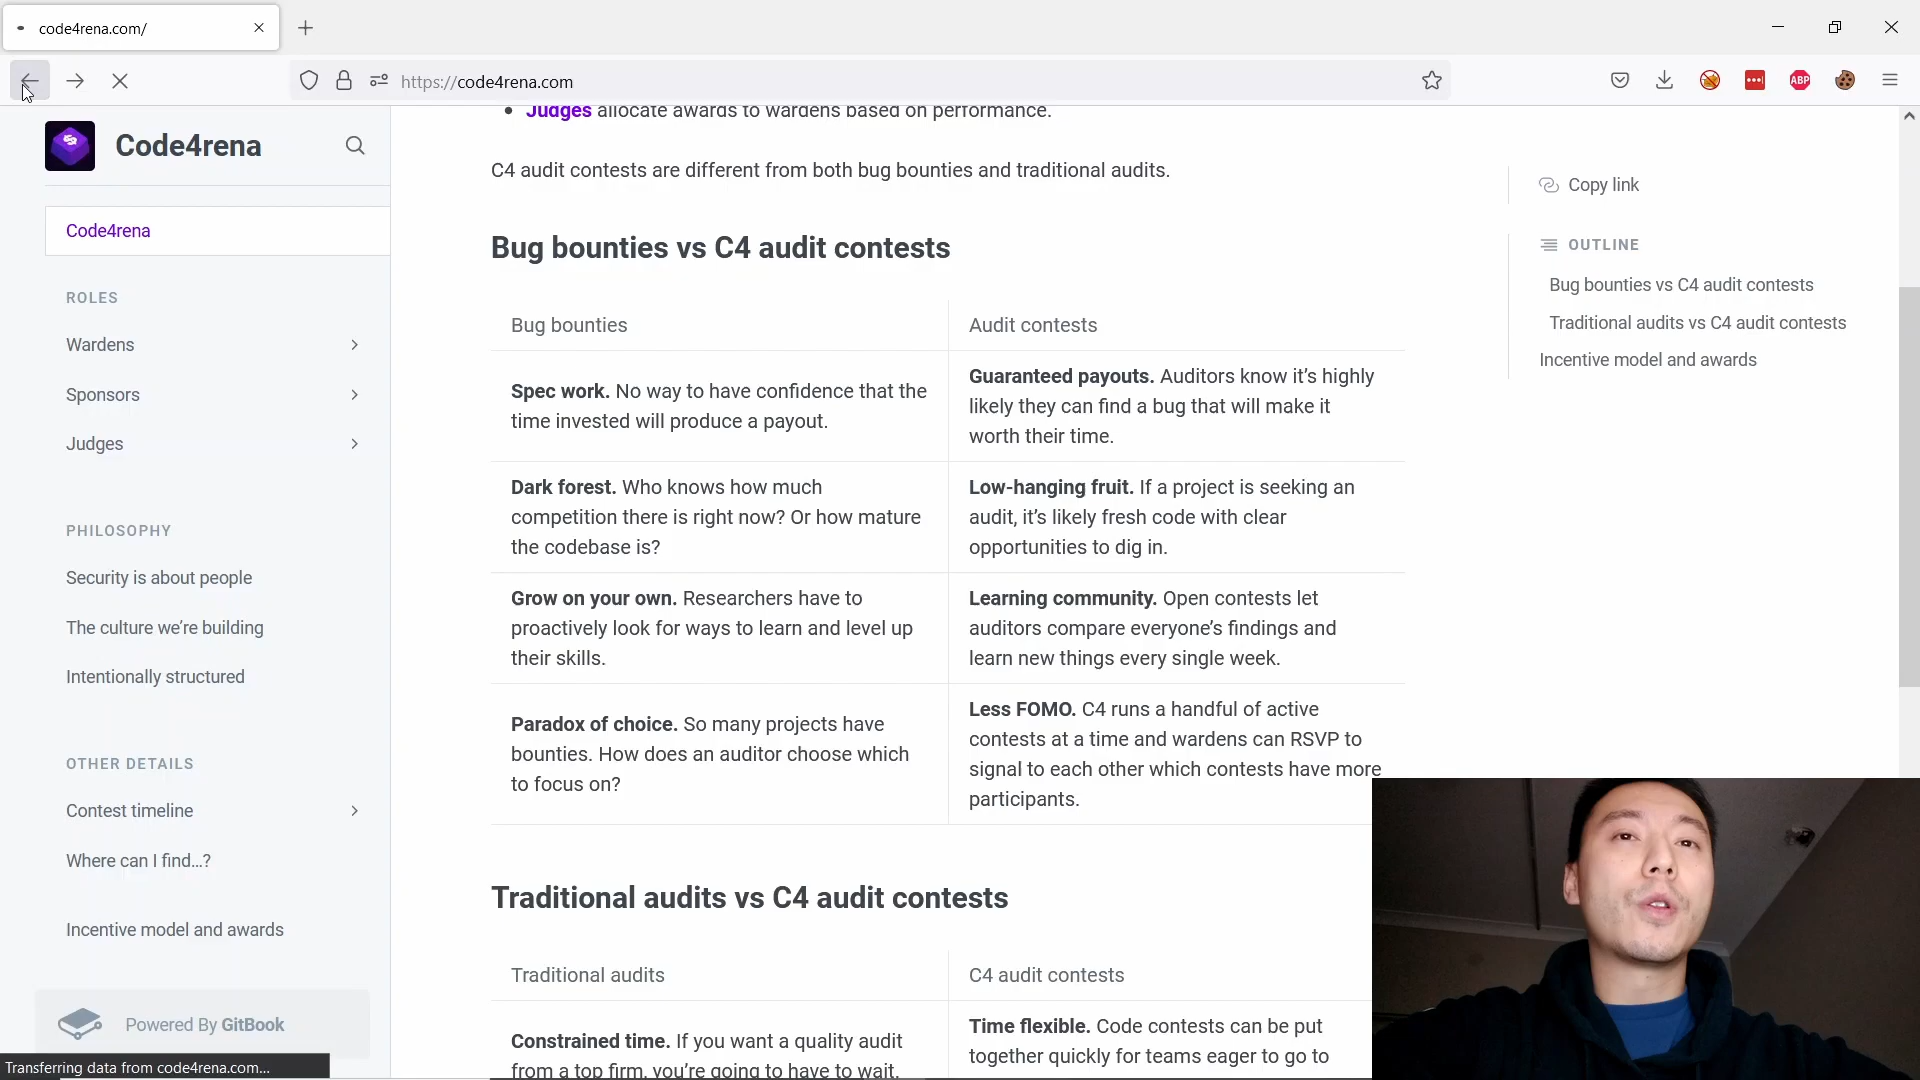 code4rena.com/
https://code4rena.com
ABP
Code4rena
Code4rena
ROLES
Wardens
Sponsors
Judges
PHILOSOPHY
Security is about people
The culture we’re building
Intentionally structured
OTHER DETAILS
Contest timeline
Where can I find…?
Incentive model and awards
Powered By GitBook
Transferring data from code4rena.com…
Judges allocate awards to wardens based on performance.
C4 audit contests are different from both bug bounties and traditional audits.
Bug bounties vs C4 audit contests
Bug bounties
Audit contests
Spec work. No way to have confidence that the
time invested will produce a payout.
Guaranteed payouts. Auditors know it’s highly
likely they can find a bug that will make it
worth their time.
Dark forest. Who knows how much
competition there is right now? Or how mature
the codebase is?
Low-hanging fruit. If a project is seeking an
audit, it’s likely fresh code with clear
opportunities to dig in.
Grow on your own. Researchers have to
proactively look for ways to learn and level up
their skills.
Learning community. Open contests let
auditors compare everyone’s findings and
learn new things every single week.
Paradox of choice. So many projects have
bounties. How does an auditor choose which
to focus on?
Less FOMO. C4 runs a handful of active
contests at a time and wardens can RSVP to
signal to each other which contests have more
participants.
Traditional audits vs C4 audit contests
Traditional audits
C4 audit contests
Constrained time. If you want a quality audit
from a top firm, you’re going to have to wait.
Time flexible. Code contests can be put
together quickly for teams eager to go to
Copy link
OUTLINE
Bug bounties vs C4 audit contests
Traditional audits vs C4 audit contests
Incentive model and awards